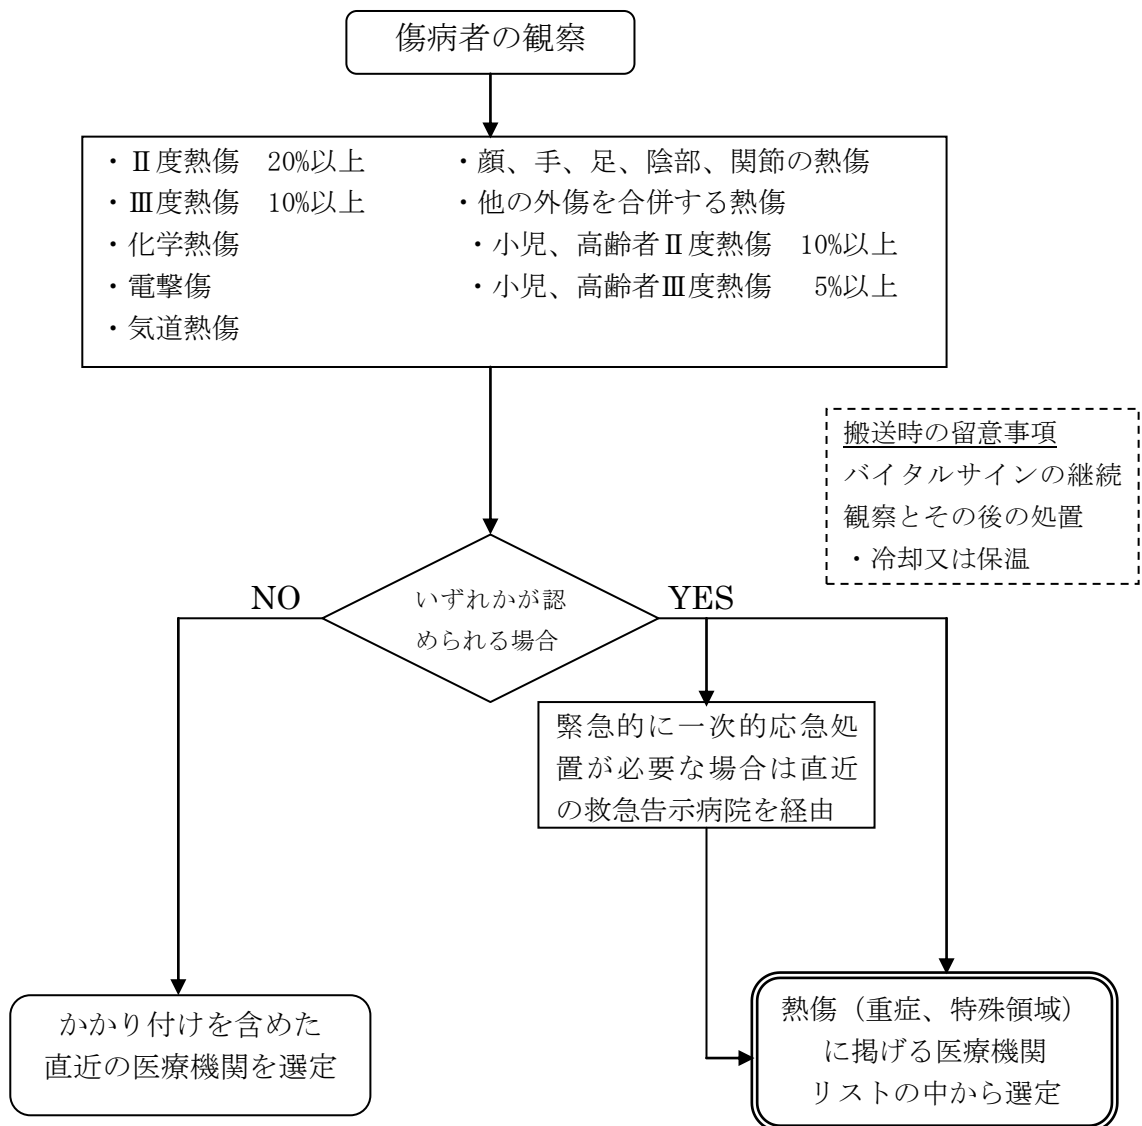 傷病者の観察
・Ⅱ度熱傷　20%以上
・Ⅲ度熱傷　10%以上
・化学熱傷
・電撃傷
・気道熱傷
・顔、手、足、陰部、関節の熱傷
・他の外傷を合併する熱傷
・小児、高齢者Ⅱ度熱傷　10%以上
・小児、高齢者Ⅲ度熱傷　5%以上
搬送時の留意事項
バイタルサインの継続
観察とその後の処置
・冷却又は保温
NO
いずれかが認
められる場合
YES
緊急的に一次的応急処
置が必要な場合は直近
の救急告示病院を経由
かかり付けを含めた
直近の医療機関を選定
熱傷（重症、特殊領域）
に掲げる医療機関
リストの中から選定